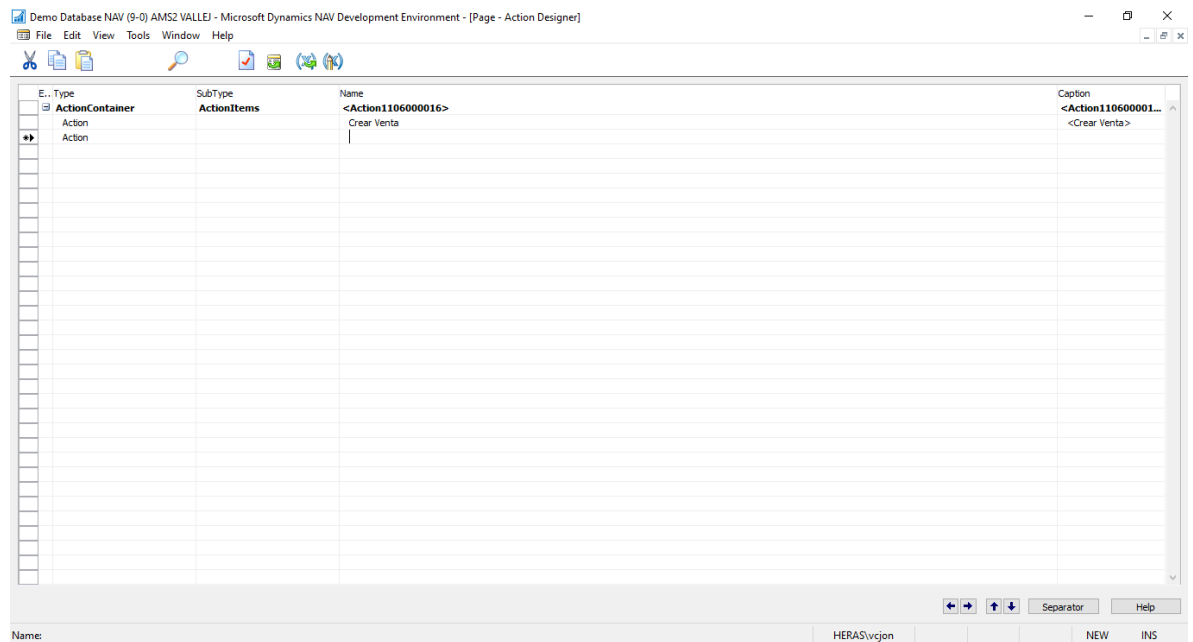 Demo Database NAV (9-0) AMS2 VALLEJ - Microsoft Dynamics NAV Development Environment - [Page - Action Designer]
File Edit View Tools Window Help
E.. Type SubType Name Caption
ActionContainer ActionItems <Action1106000016> <Action110600001...
Action Crear Venta <Crear Venta>
Action
Separator Help
Name: HERAS\vcjon NEW INS